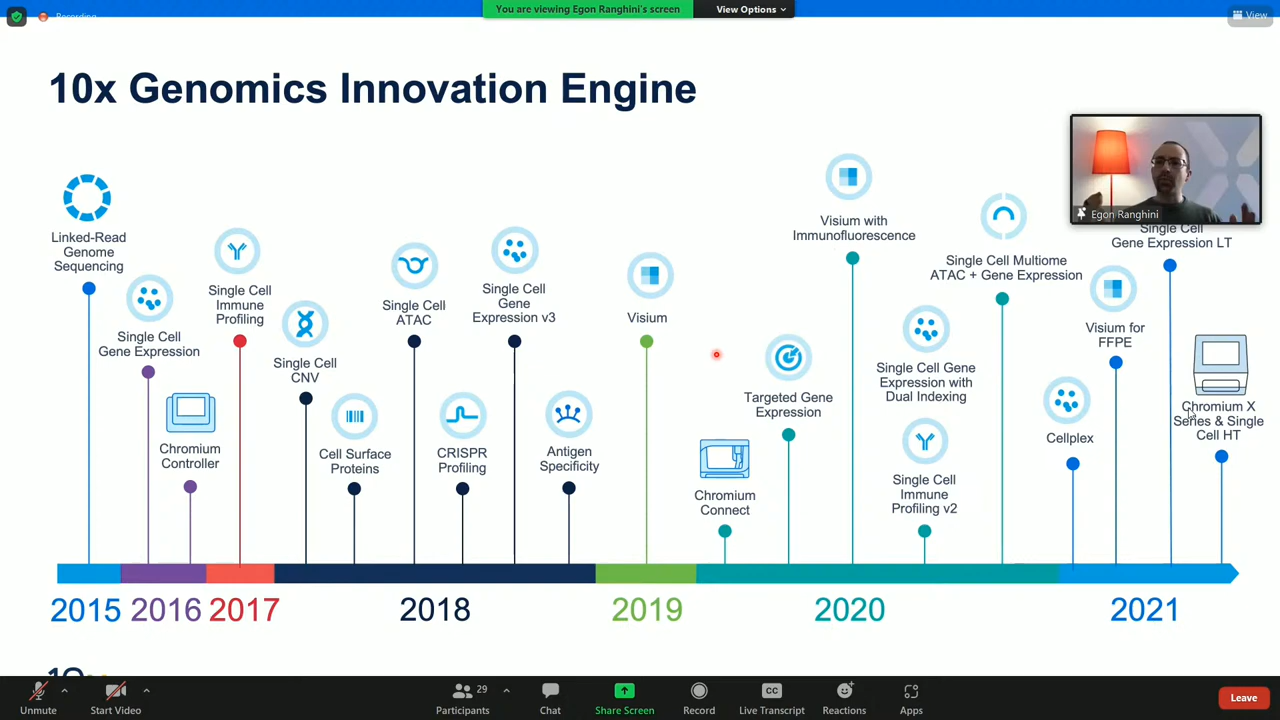 Recording
You are viewing Egon Ranghini's screen
View Options
View
10x Genomics Innovation Engine
Egon Ranghini
Linked-Read
Genome
Sequencing
Single Cell
Gene Expression
Chromium
Controller
Single Cell
Immune
Profiling
Single Cell
CNV
Cell Surface
Proteins
Single Cell
ATAC
CRISPR
Profiling
Single Cell
Gene
Expression v3
Antigen
Specificity
Visium
Chromium
Connect
Targeted Gene
Expression
Visium with
Immunofluorescence
Single Cell Gene
Expression with
Dual Indexing
Single Cell
Immune
Profiling v2
Single Cell Multiome
ATAC + Gene Expression
Cellplex
Visium for
FFPE
Single Cell
Gene Expression LT
Chromium X
Series & Single
Cell HT
2015
2016
2017
2018
2019
2020
2021
Unmute
Start Video
29
Participants
Chat
Share Screen
Record
CC
Live Transcript
Reactions
Apps
Leave